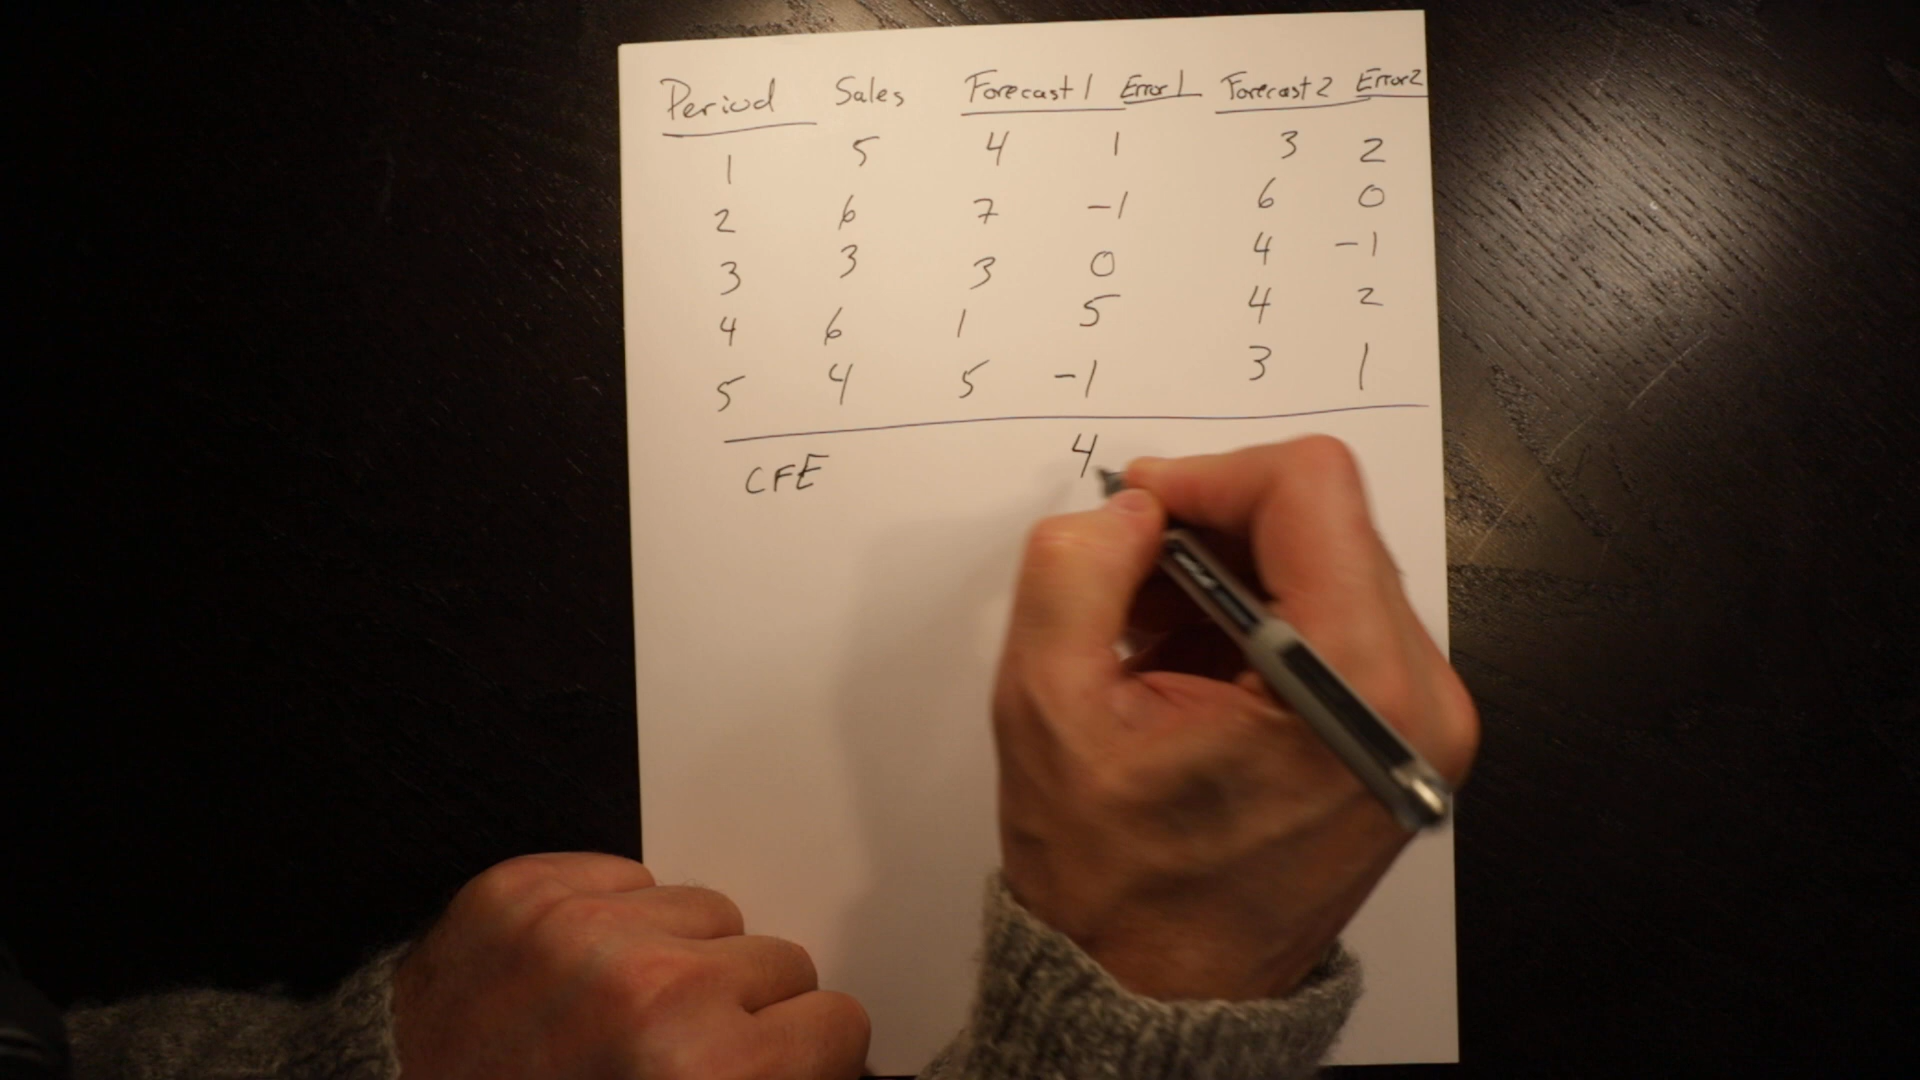 Period Sales Forecast 1 Error 1 Forecast 2 Error 2
1 5 4 1 3 2
2 6 7 -1 6 0
3 3 3 0 4 -1
4 6 1 5 4 2
5 4 5 -1 3 1
CFE 4